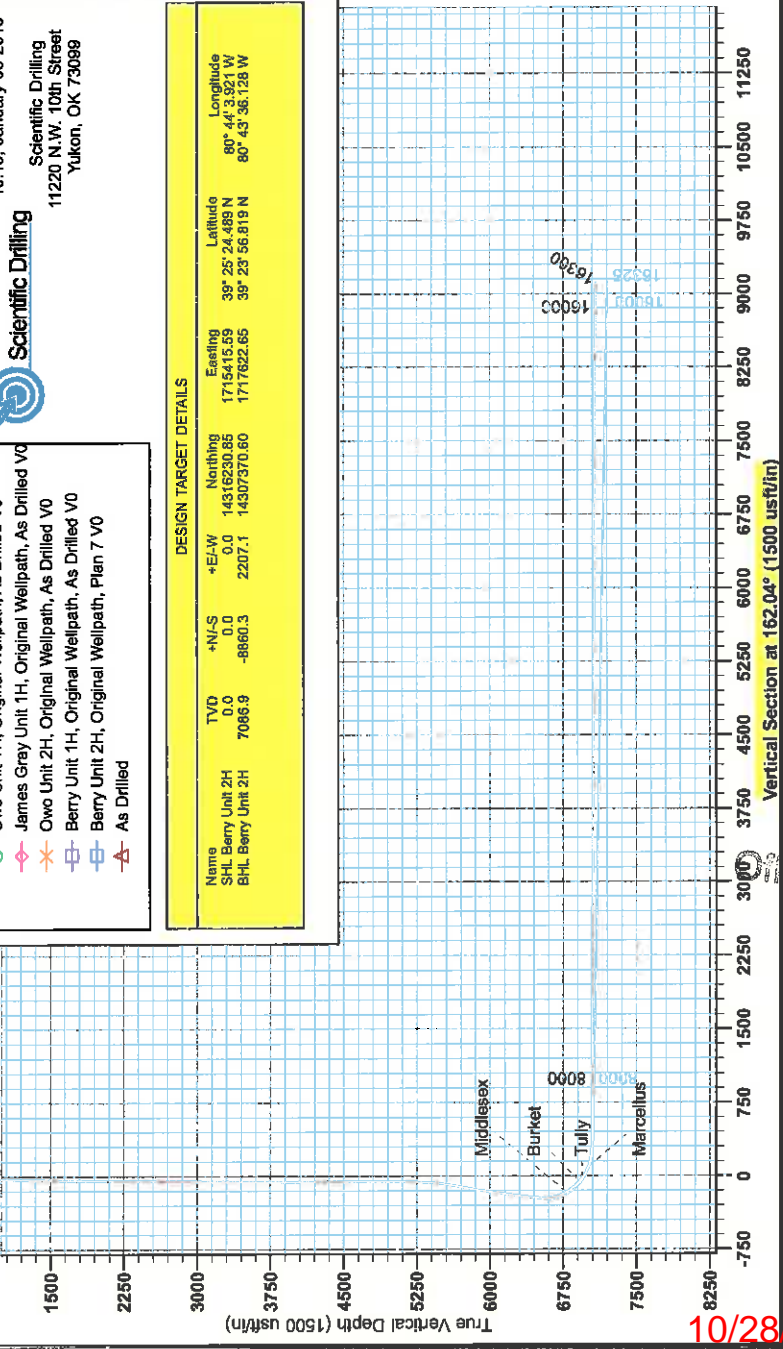 Scientific Drilling
Scientific Drilling
11220 N.W. 10th Street
Yukon, OK 73099
James Gray Unit 1H, Original Wellpath, As Drilled V0
Owo Unit 2H, Original Wellpath, As Drilled V0
Berry Unit 1H, Original Wellpath, As Drilled V0
Berry Unit 2H, Original Wellpath, Plan 7 V0
As Drilled
DESIGN TARGET DETAILS
Name TVD +N/-S +E/-W Northing Easting Latitude Longitude
SHL Berry Unit 2H 0.0 0.0 0.0 14316230.85 1715415.59 39° 25' 24.489 N 80° 44' 3.921 W
BHL Berry Unit 2H 7086.9 -8860.3 2207.1 14307370.60 1717622.65 39° 23' 56.819 N 80° 43' 36.128 W
1500
2250
3000
3750
4500
5250
6000
6750
7500
8250
True Vertical Depth (1500 usft/in)
Middlesex
Burket
Tully
Marcellus
8000
8000
16000
16300
16003
16325
-750 0 750 1500 2250 3000 3750 4500 5250 6000 6750 7500 8250 9000 9750 10500 11250
Vertical Section at 162.04° (1500 usft/in)
10/28